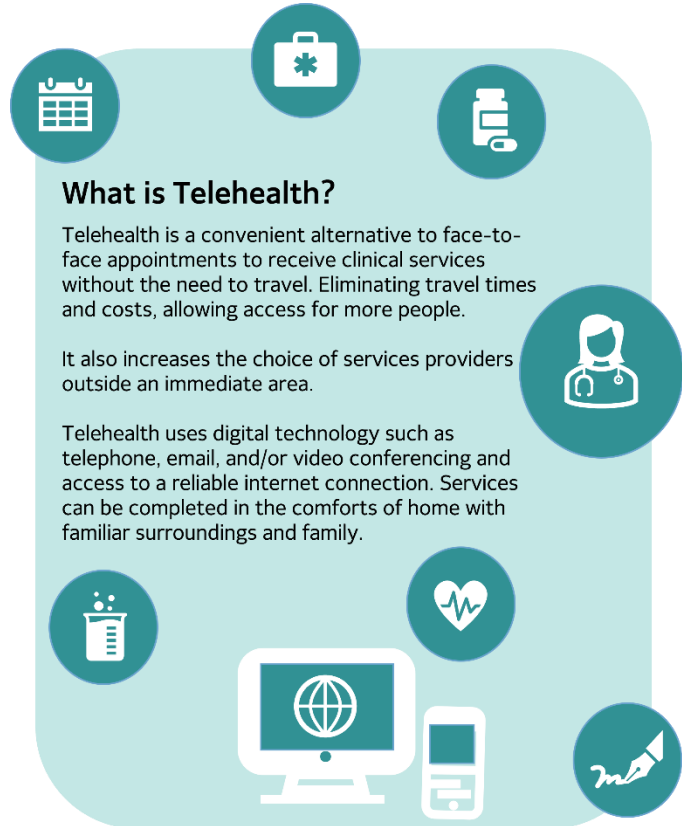 What is Telehealth?
Telehealth is a convenient alternative to face-to-
face appointments to receive clinical services
without the need to travel. Eliminating travel times
and costs, allowing access for more people.
It also increases the choice of services providers
outside an immediate area.
Telehealth uses digital technology such as
telephone, email, and/or video conferencing and
access to a reliable internet connection. Services
can be completed in the comforts of home with
familiar surroundings and family.